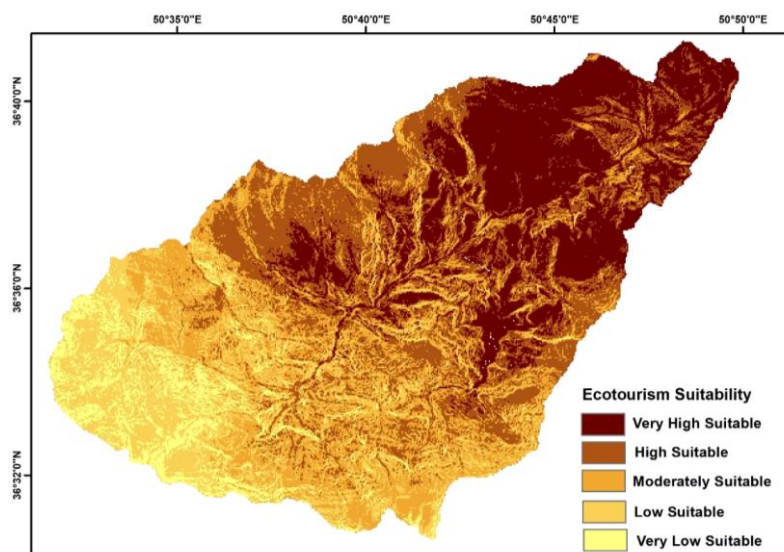 50°35'0"E 50°40'0"E 50°45'0"E 50°50'0"E
36°40'0"N
36°36'0"N
36°32'0"N
Ecotourism Suitability
Very High Suitable
High Suitable
Moderately Suitable
Low Suitable
Very Low Suitable